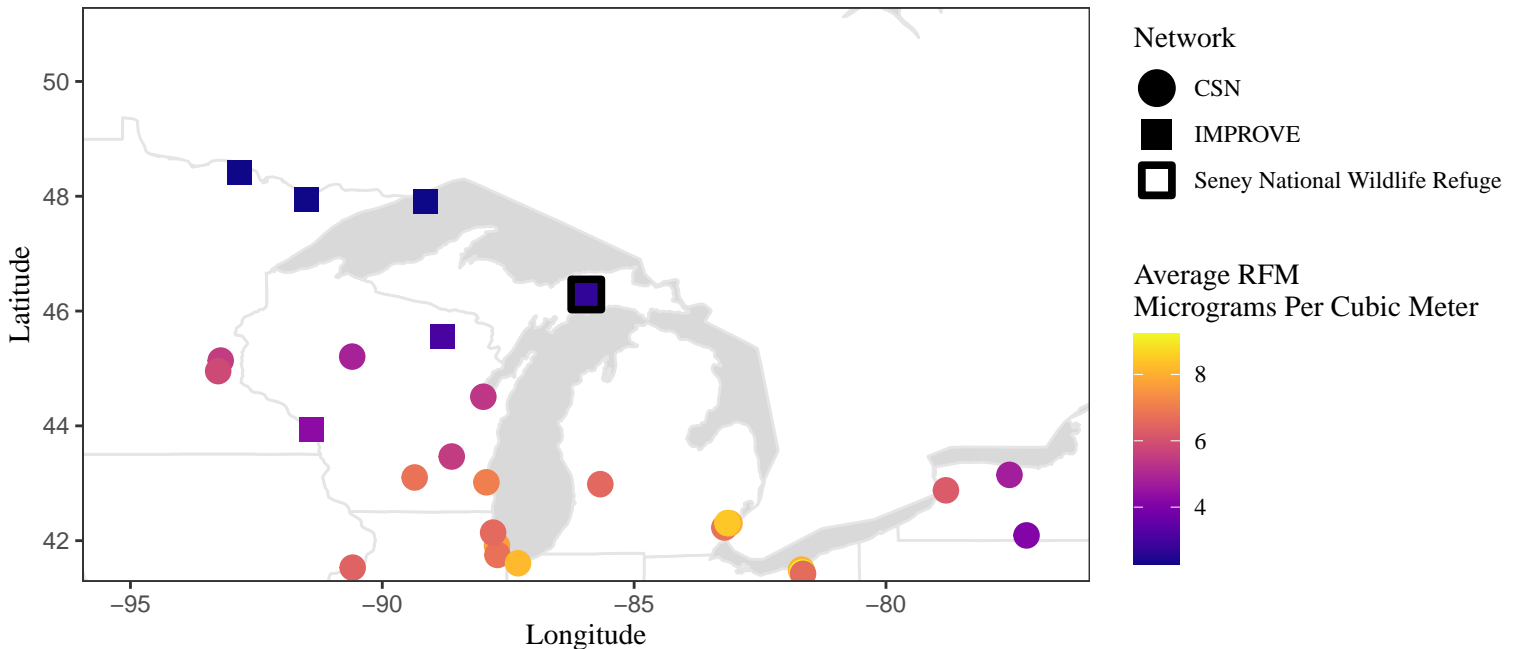 50
48
46
44
42
Latitude
−95
−90
−85
−80
Longitude
Network
CSN
IMPROVE
Seney National Wildlife Refuge
Average RFM
Micrograms Per Cubic Meter
8
6
4